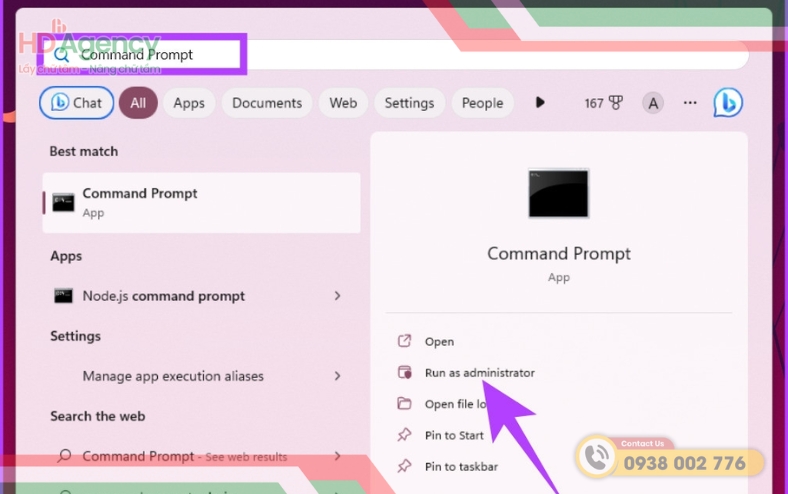 HD Agency
Lấy chữ tâm - Nâng chữ tầm
Command Prompt
Chat
All
Apps
Documents
Web
Settings
People
167
A
Best match
Command Prompt
App
Apps
Node.js command prompt
Settings
Manage app execution aliases
Search the web
Command Prompt - See web results
Command Prompt
App
Open
Run as administrator
Open file lo
Pin to Start
Pin to taskbar
Contact Us
0938 002 776